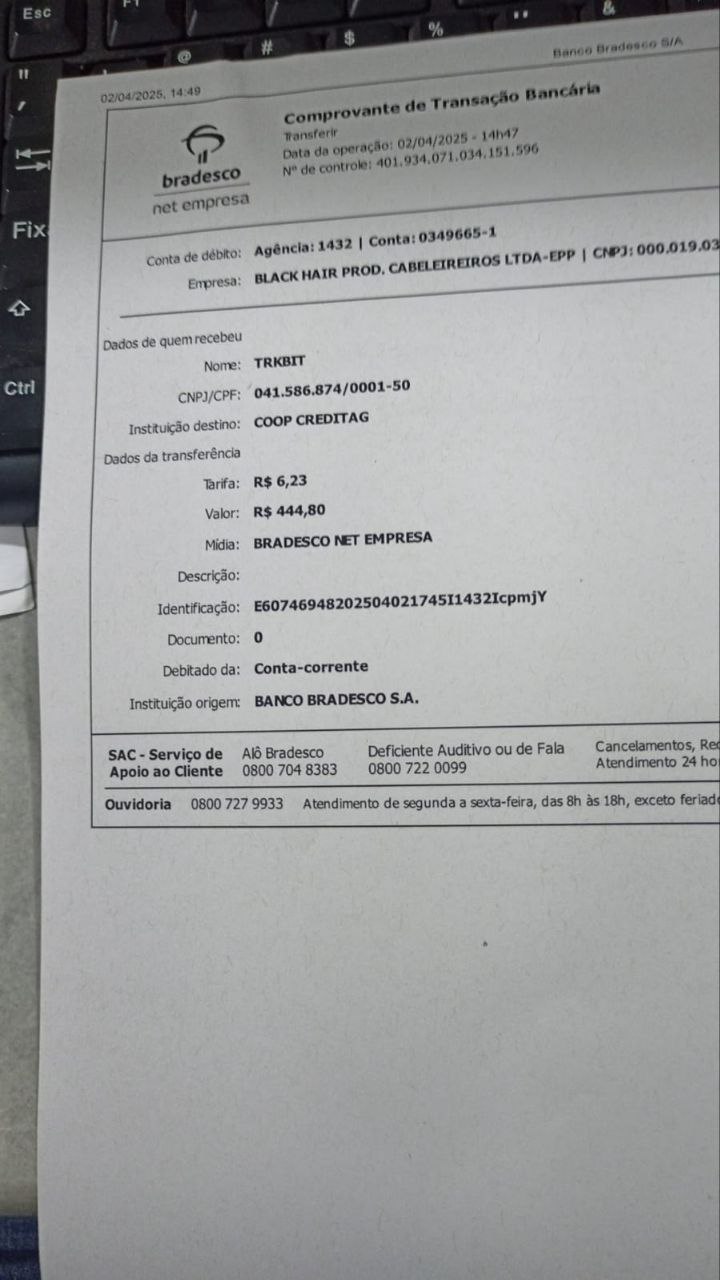 Esc
F1
@ # $ % " &
Fix
Ctrl
02/04/2025, 14:49
Banco Bradesco S/A
bradesco
net empresa
Comprovante de Transação Bancária
Transferir
Data da operação: 02/04/2025 - 14h47
Nº de controle: 401.934.071.034.151.596
Conta de débito: Agência: 1432 | Conta: 0349665-1
Empresa: BLACK HAIR PROD. CABELEIREIROS LTDA-EPP | CNPJ: 000.019.03
Dados de quem recebeu
Nome: TRKBIT
CNPJ/CPF: 041.586.874/0001-50
Instituição destino: COOP CREDITAG
Dados da transferência
Tarifa: R$ 6,23
Valor: R$ 444,80
Mídia: BRADESCO NET EMPRESA
Descrição:
Identificação: E60746948202504021745I1432IcpmjY
Documento: 0
Debitado da: Conta-corrente
Instituição origem: BANCO BRADESCO S.A.
SAC - Serviço de Apoio ao Cliente
Alô Bradesco
0800 704 8383
Deficiente Auditivo ou de Fala
0800 722 0099
Cancelamentos, Rec
Atendimento 24 ho
Ouvidoria 0800 727 9933 Atendimento de segunda a sexta-feira, das 8h às 18h, exceto feriado